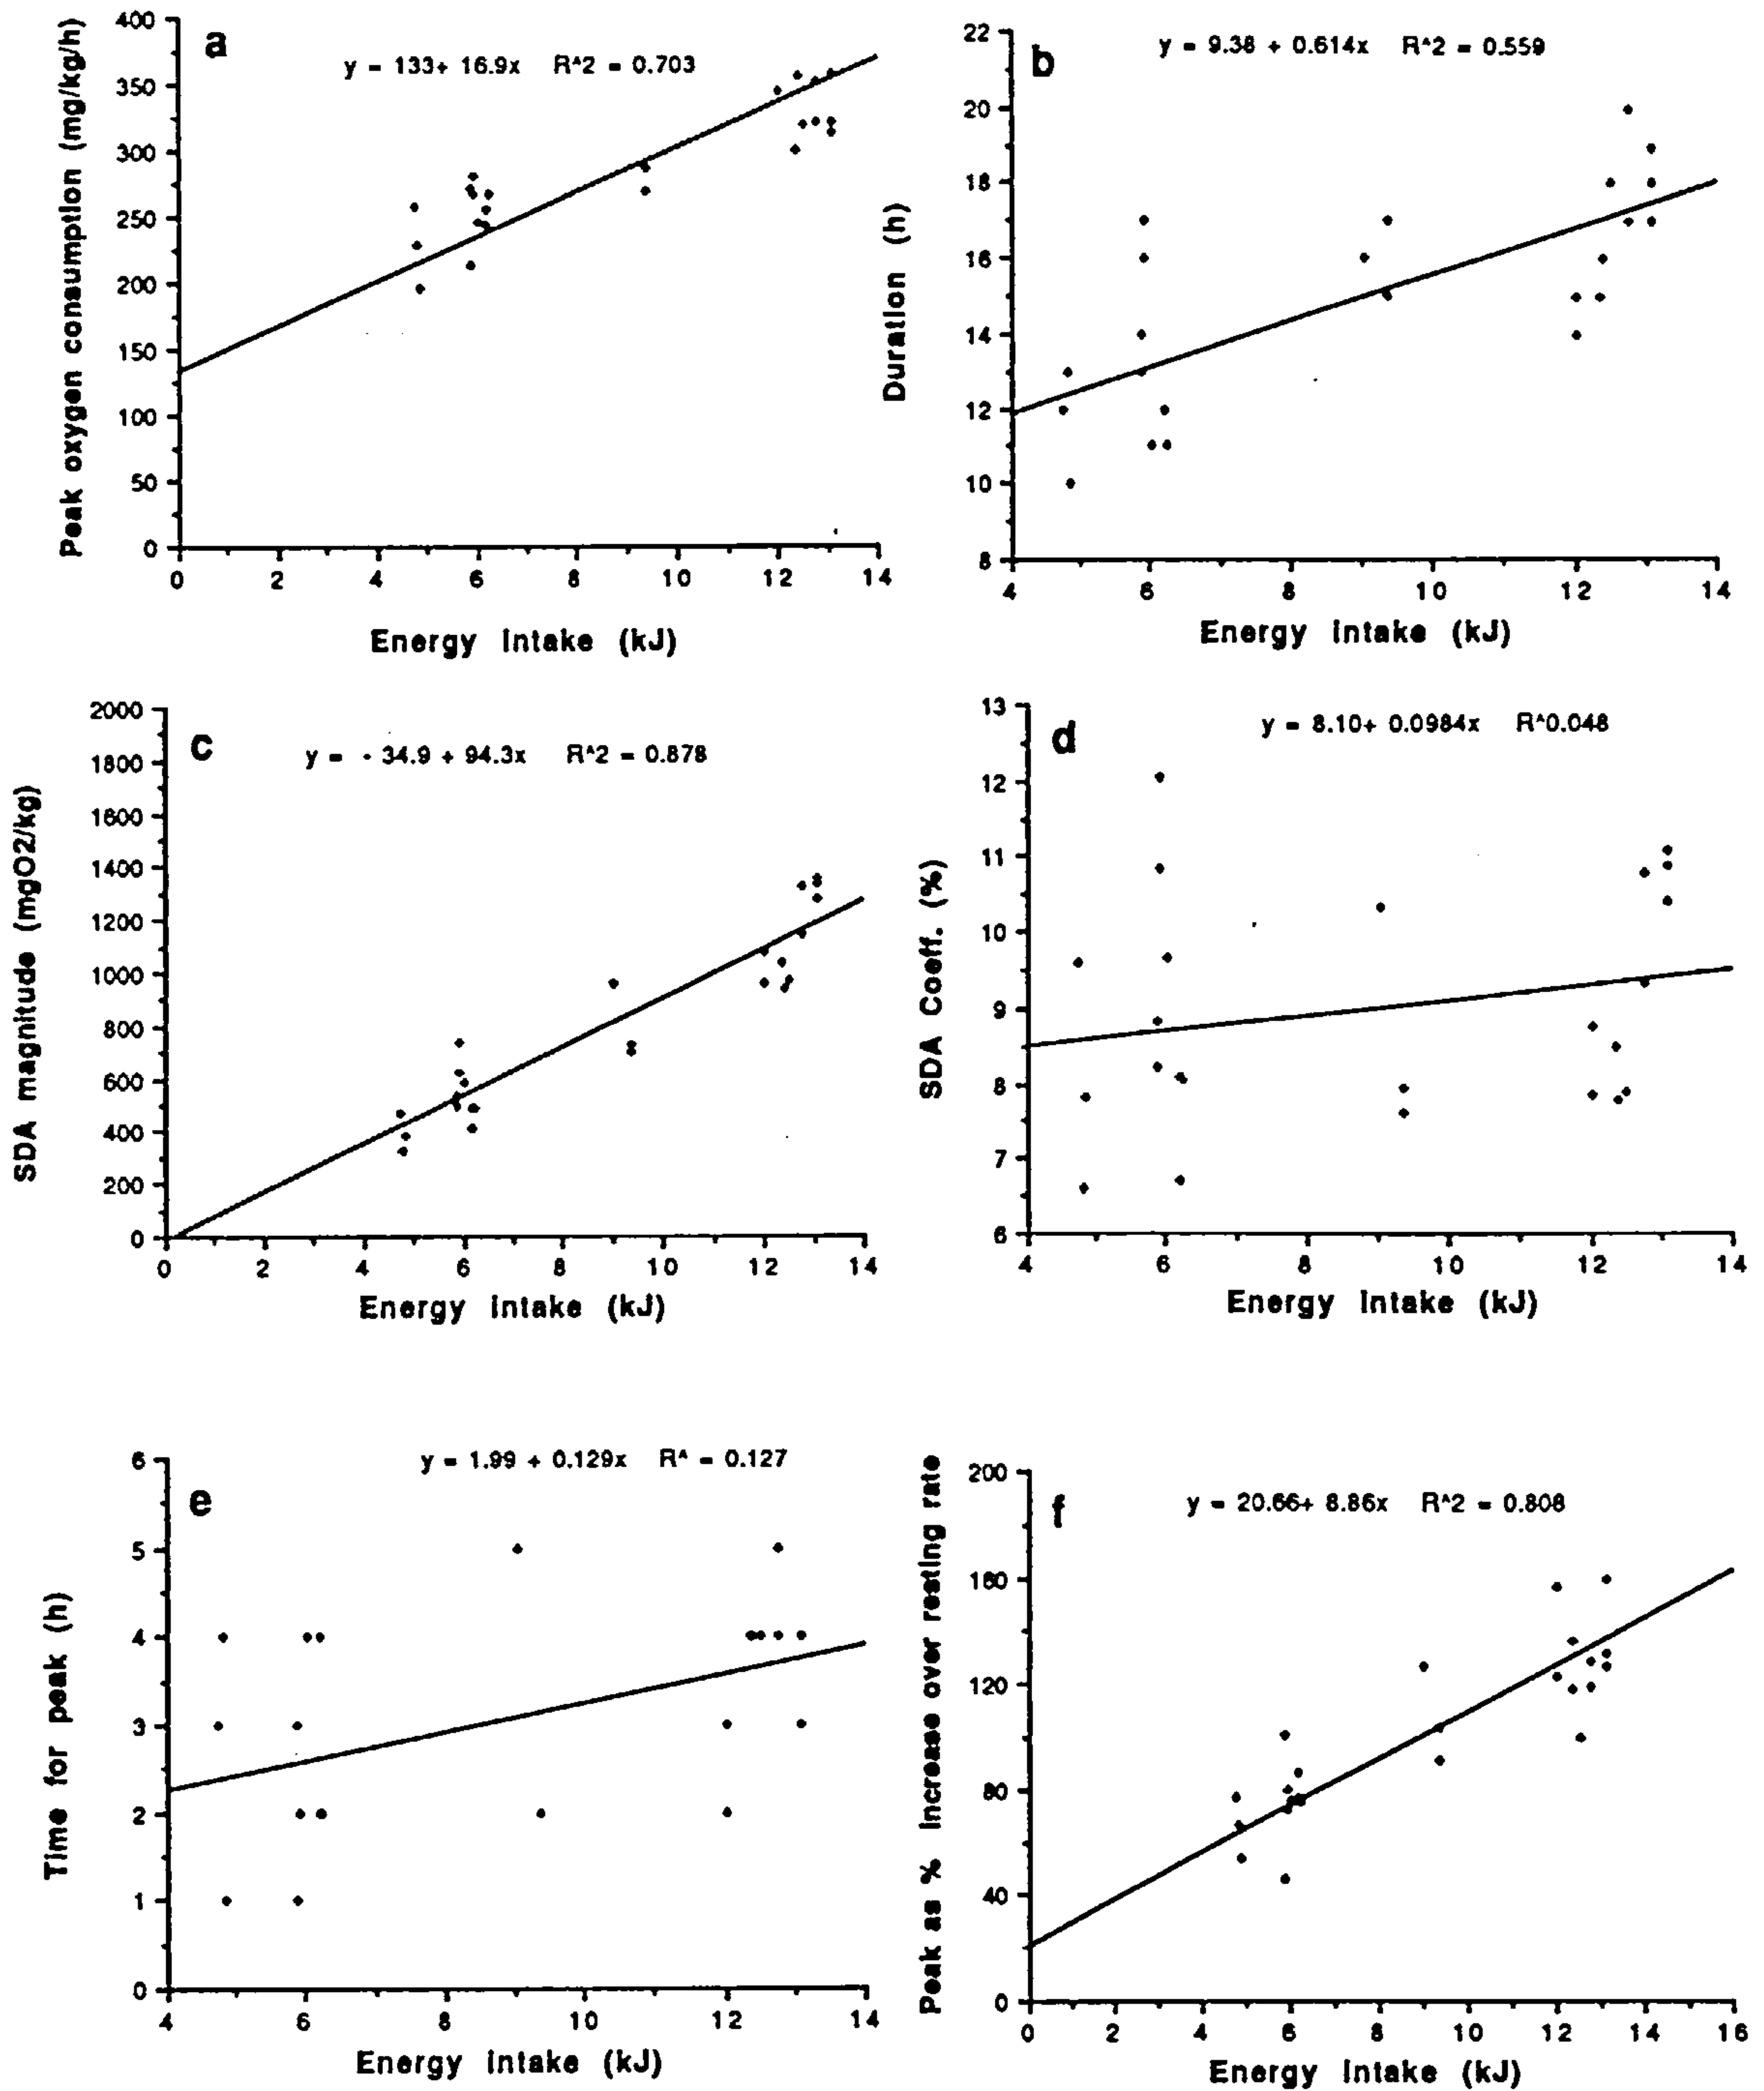 a
y = 133+ 16.9x R^2 = 0.703
Peak oxygen consumption (mg/kg/h)
400
350
300
250
200
150
100
50
0
0 2 4 6 8 10 12 14
Energy Intake (kJ)
b
y = 9.38 + 0.614x R^2 = 0.559
Duration (h)
22
20
18
16
14
12
10
8
4 6 8 10 12 14
Energy Intake (kJ)
c
y = - 34.9 + 94.3x R^2 = 0.878
SDA magnitude (mgO2/kg)
2000
1800
1600
1400
1200
1000
800
600
400
200
0
0 2 4 6 8 10 12 14
Energy Intake (kJ)
d
y = 8.10+ 0.0984x R^0.048
SDA Coeff. (%)
13
12
11
10
9
8
7
6
4 6 8 10 12 14
Energy Intake (kJ)
e
y = 1.99 + 0.129x R^ = 0.127
Time for peak (h)
6
5
4
3
2
1
0
4 6 8 10 12 14
Energy Intake (kJ)
f
y = 20.66+ 8.86x R^2 = 0.808
Peak as % Increase over resting rate
200
160
120
80
40
0
0 2 4 6 8 10 12 14 16
Energy Intake (kJ)